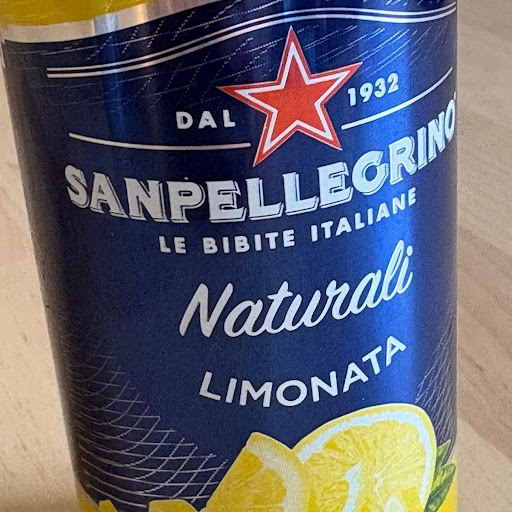 DAL 1932
SANPELLEGRINO
LE BIBITE ITALIANE
Naturali
LIMONATA